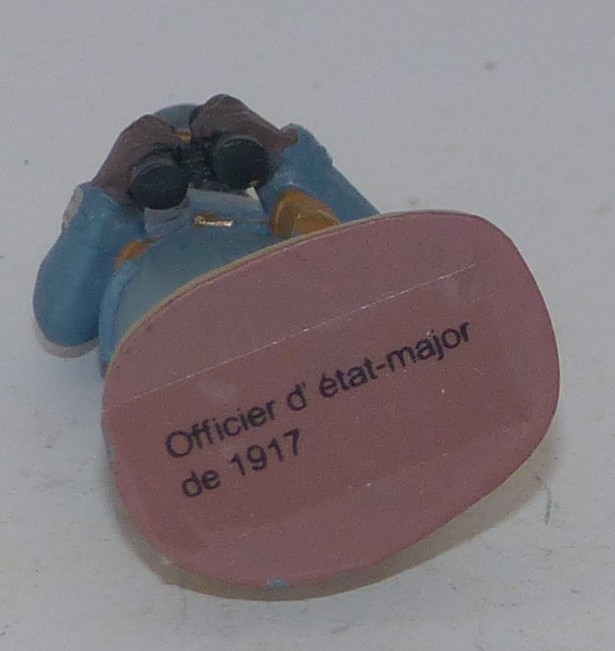 Officier d' état-major
de 1917